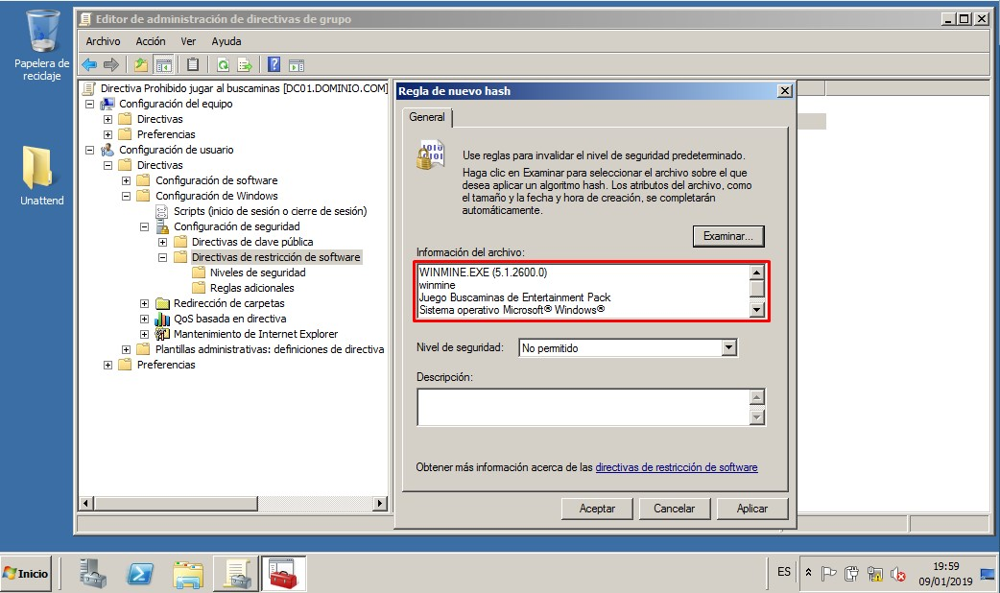 Papelera de
reciclaje
Unattend
Editor de administración de directivas de grupo
Archivo Acción Ver Ayuda
Directiva Prohibido jugar al buscaminas [DC01.DOMINIO.COM]
Configuración del equipo
Directivas
Preferencias
Configuración de usuario
Directivas
Configuración de software
Configuración de Windows
Scripts (inicio de sesión o cierre de sesión)
Configuración de seguridad
Directivas de clave pública
Directivas de restricción de software
Niveles de seguridad
Reglas adicionales
Redirección de carpetas
QoS basada en directiva
Mantenimiento de Internet Explorer
Plantillas administrativas: definiciones de directiva
Preferencias
Regla de nuevo hash
General
Use reglas para invalidar el nivel de seguridad predeterminado.
Haga clic en Examinar para seleccionar el archivo sobre el que
desea aplicar un algoritmo hash. Los atributos del archivo, como
el tamaño y la fecha y hora de creación, se completarán
automáticamente.
Examinar...
Información del archivo:
WINMINE.EXE (5.1.2600.0)
winmine
Juego Buscaminas de Entertainment Pack
Sistema operativo Microsoft® Windows®
Nivel de seguridad: No permitido
Descripción:
Obtener más información acerca de las directivas de restricción de software
Aceptar Cancelar Aplicar
Inicio ES 19:59
09/01/2019